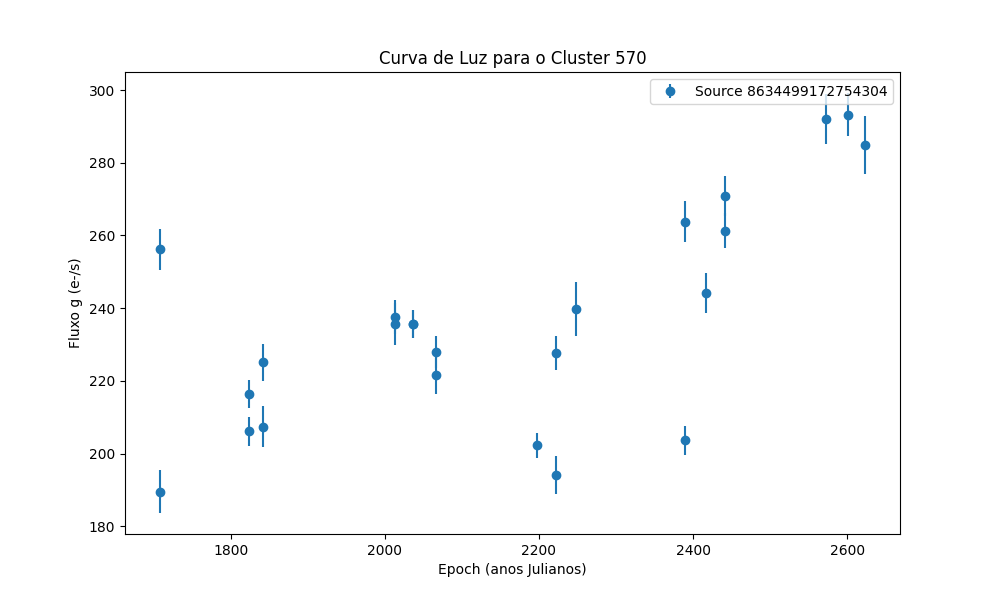 Curva de Luz para o Cluster 570
Source 8634499172754304
300
280
260
240
220
200
180
Fluxo g (e-/s)
1800 2000 2200 2400 2600
Epoch (anos Julianos)